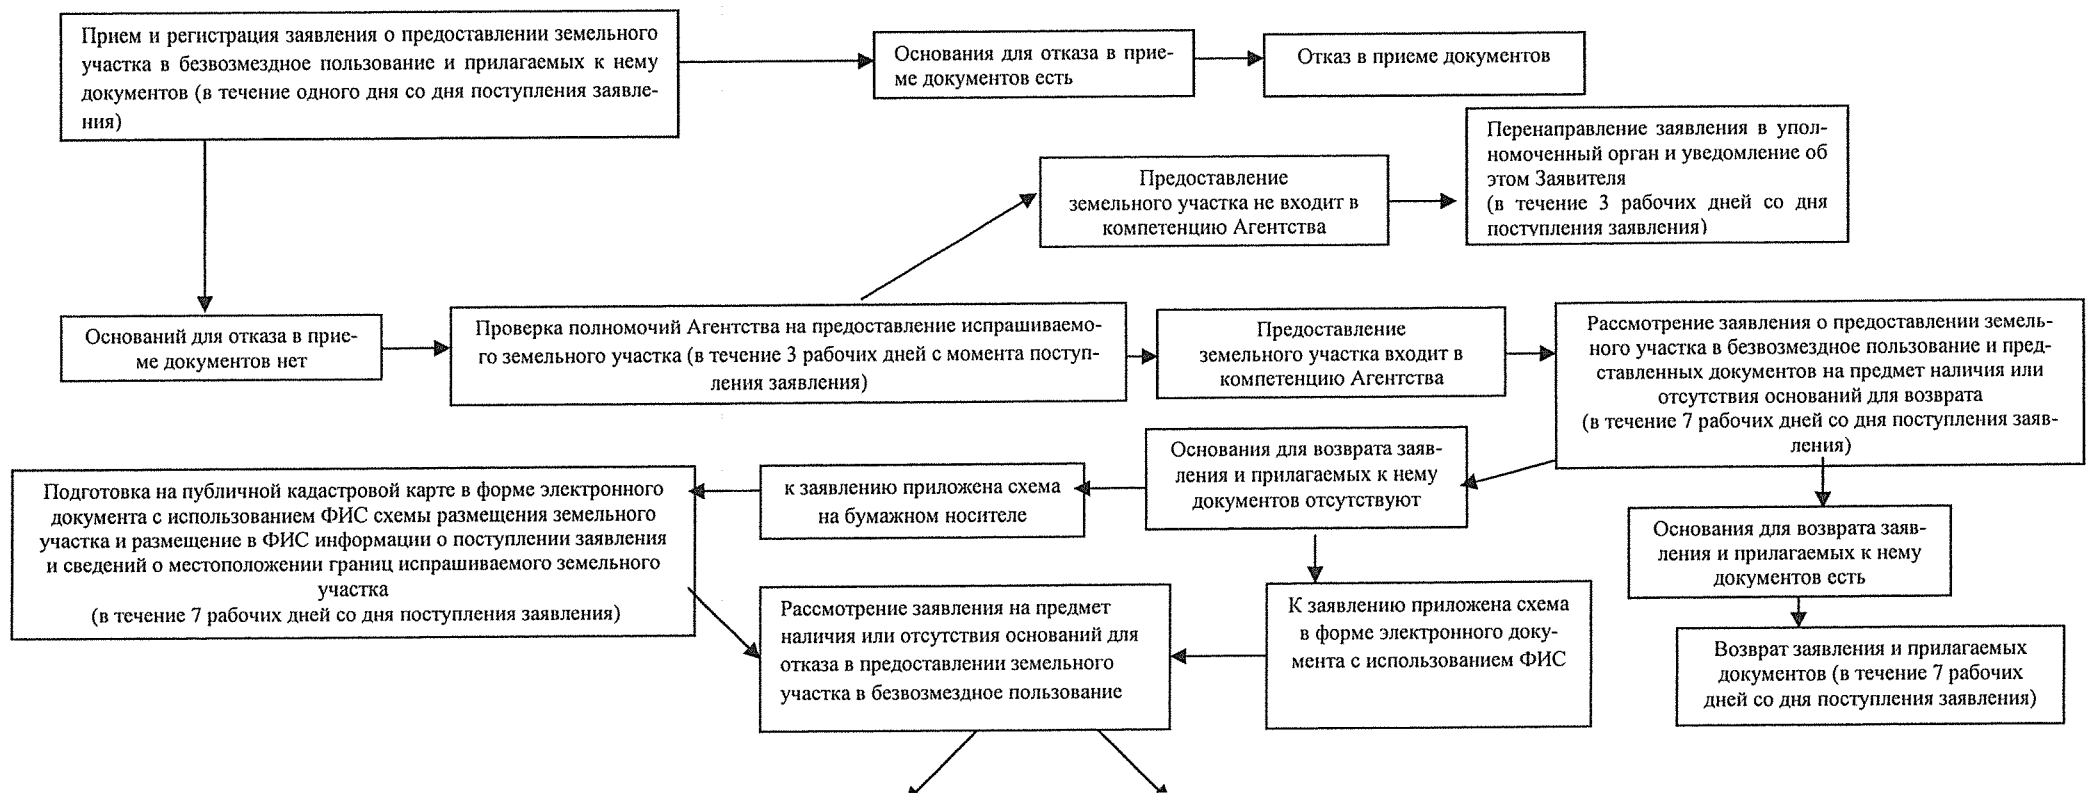 Прием и регистрация заявления о предоставлении земельного
участка в безвозмездное пользование и прилагаемых к нему
документов (в течение одного дня со дня поступления заявле-
ния)
Основания для отказа в прие-
ме документов есть
Отказ в приеме документов
Перенаправление заявления в упол-
номоченный орган и уведомление об
этом Заявителя
(в течение 3 рабочих дней со дня
поступления заявления)
Предоставление
земельного участка не входит в
компетенцию Агентства
Оснований для отказа в прие-
ме документов нет
Проверка полномочий Агентства на предоставление испрашиваемо-
го земельного участка (в течение 3 рабочих дней с момента поступ-
ления заявления)
Предоставление
земельного участка входит в
компетенцию Агентства
Рассмотрение заявления о предоставлении земель-
ного участка в безвозмездное пользование и пред-
ставленных документов на предмет наличия или
отсутствия оснований для возврата
(в течение 7 рабочих дней со дня поступления заяв-
ления)
Основания для возврата заяв-
ления и прилагаемых к нему
документов отсутствуют
к заявлению приложена схема
на бумажном носителе
Подготовка на публичной кадастровой карте в форме электронного
документа с использованием ФИС схемы размещения земельного
участка и размещение в ФИС информации о поступлении заявления
и сведений о местоположении границ испрашиваемого земельного
участка
(в течение 7 рабочих дней со дня поступления заявления)
Основания для возврата заяв-
ления и прилагаемых к нему
документов есть
Рассмотрение заявления на предмет
наличия или отсутствия оснований для
отказа в предоставлении земельного
участка в безвозмездное пользование
К заявлению приложена схема
в форме электронного доку-
мента с использованием ФИС
Возврат заявления и прилагаемых
документов (в течение 7 рабочих
дней со дня поступления заявления)